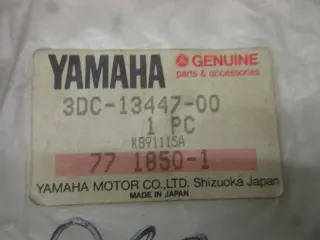 YAMAHA GENUINE
parts & accessories
3DC-13447-00
1 PC
KB91115A
77 1850-1
YAMAHA MOTOR CO., LTD. Shizuoka Japan
MADE IN JAPAN